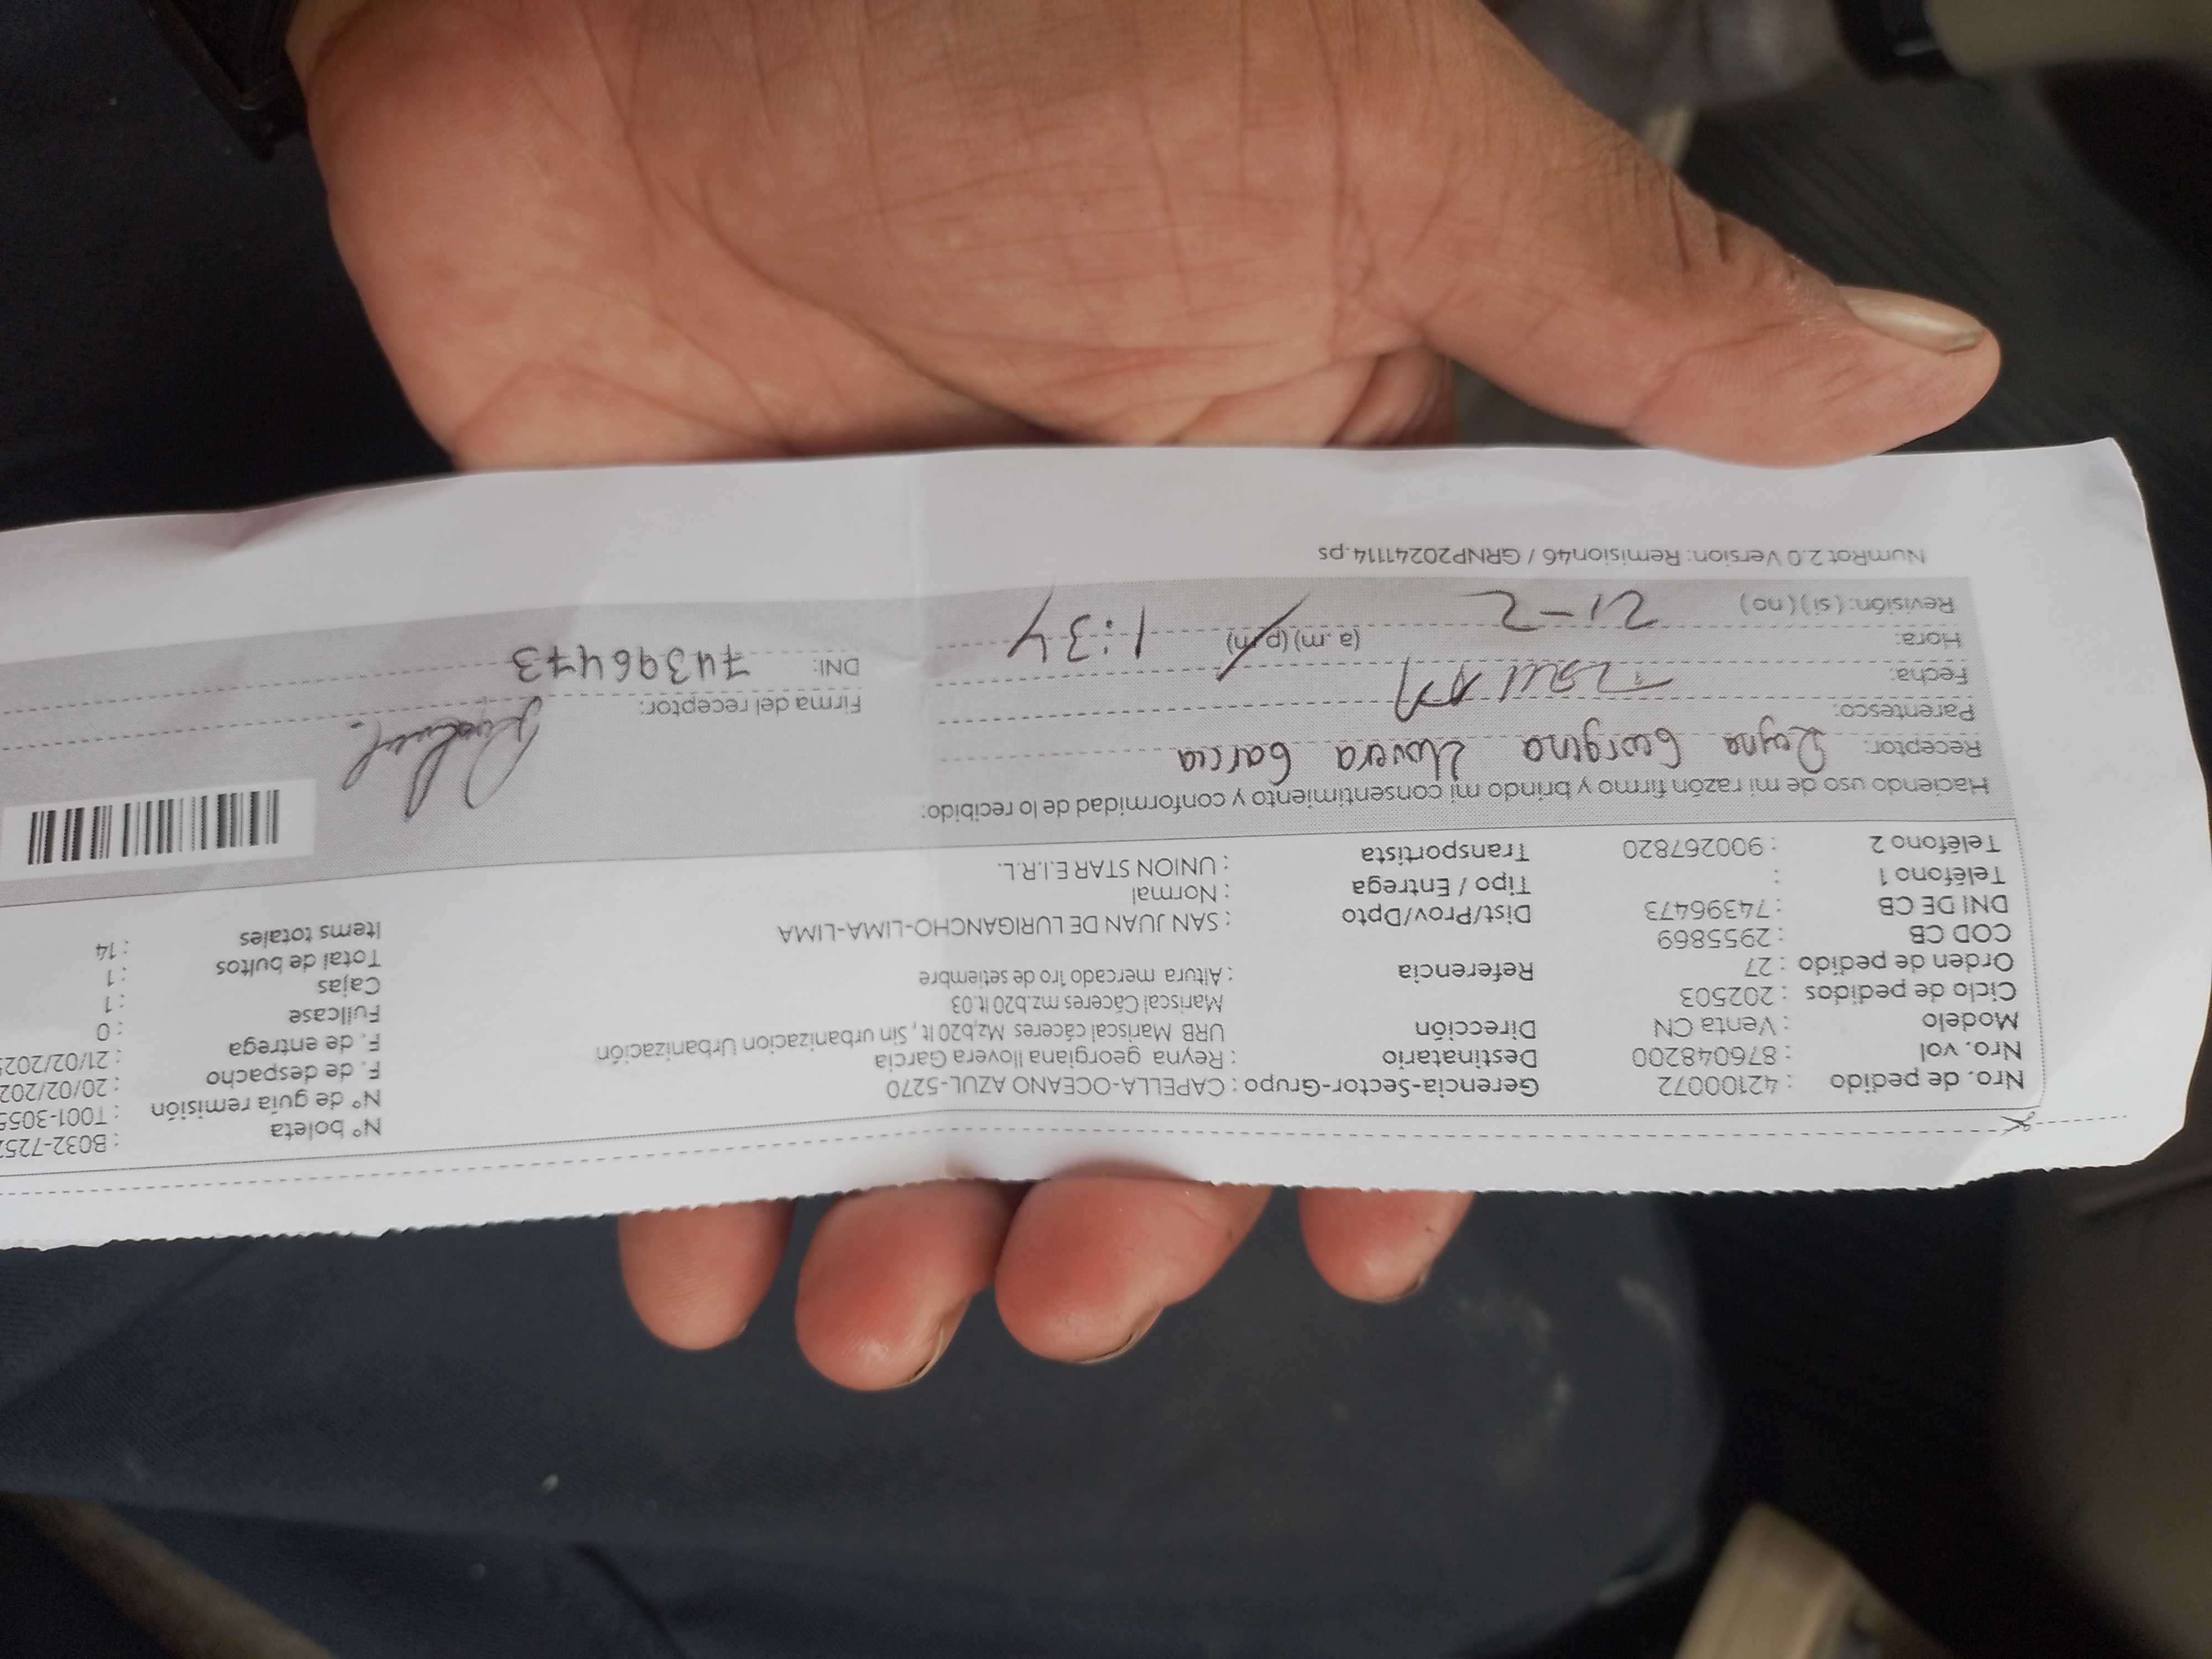 Nro. de pedido : 42100072
Nro. vol : 876048200
Modelo : Venta CN
Ciclo de pedidos : 202503
Orden de pedido : 27
COD CB : 2955869
DNI DE CB : 74396473
Teléfono 1 :
Teléfono 2 : 900267820
Gerencia-Sector-Grupo : CAPELLA-OCEANO AZUL-5270
Destinatario : Reyna georgiana llovera Garcia
Dirección URB Mariscal cáceres Mz,b20 lt , Sin urbanizacion Urbanización
Mariscal Cáceres mz.b20 lt.03
Referencia : Altura mercado 1ro de setiembre
Dist/Prov/Dpto : SAN JUAN DE LURIGANCHO-LIMA-LIMA
Tipo / Entrega : Normal
Transportista : UNION STAR E.I.R.L.
N° boleta : B032-725
N° de guía remisión : T001-305
F. de despacho : 20/02/202
F. de entrega : 21/02/202
Fullcase : 0
Cajas : 1
Total de bultos : 1
Items totales : 14
Haciendo uso de mi razón firmo y brindo mi consentimiento y conformidad de lo recibido:
Receptor: Reyna Georgina Llovera Garcia
Parentesco:
Fecha:
Hora: (a.m) (p.m) 1:34
Revisión: (si) (no) 21-2
Firma del receptor:
DNI: 74396473
NumRot 2.0 Version: Remision46 / GRNP20241114.ps